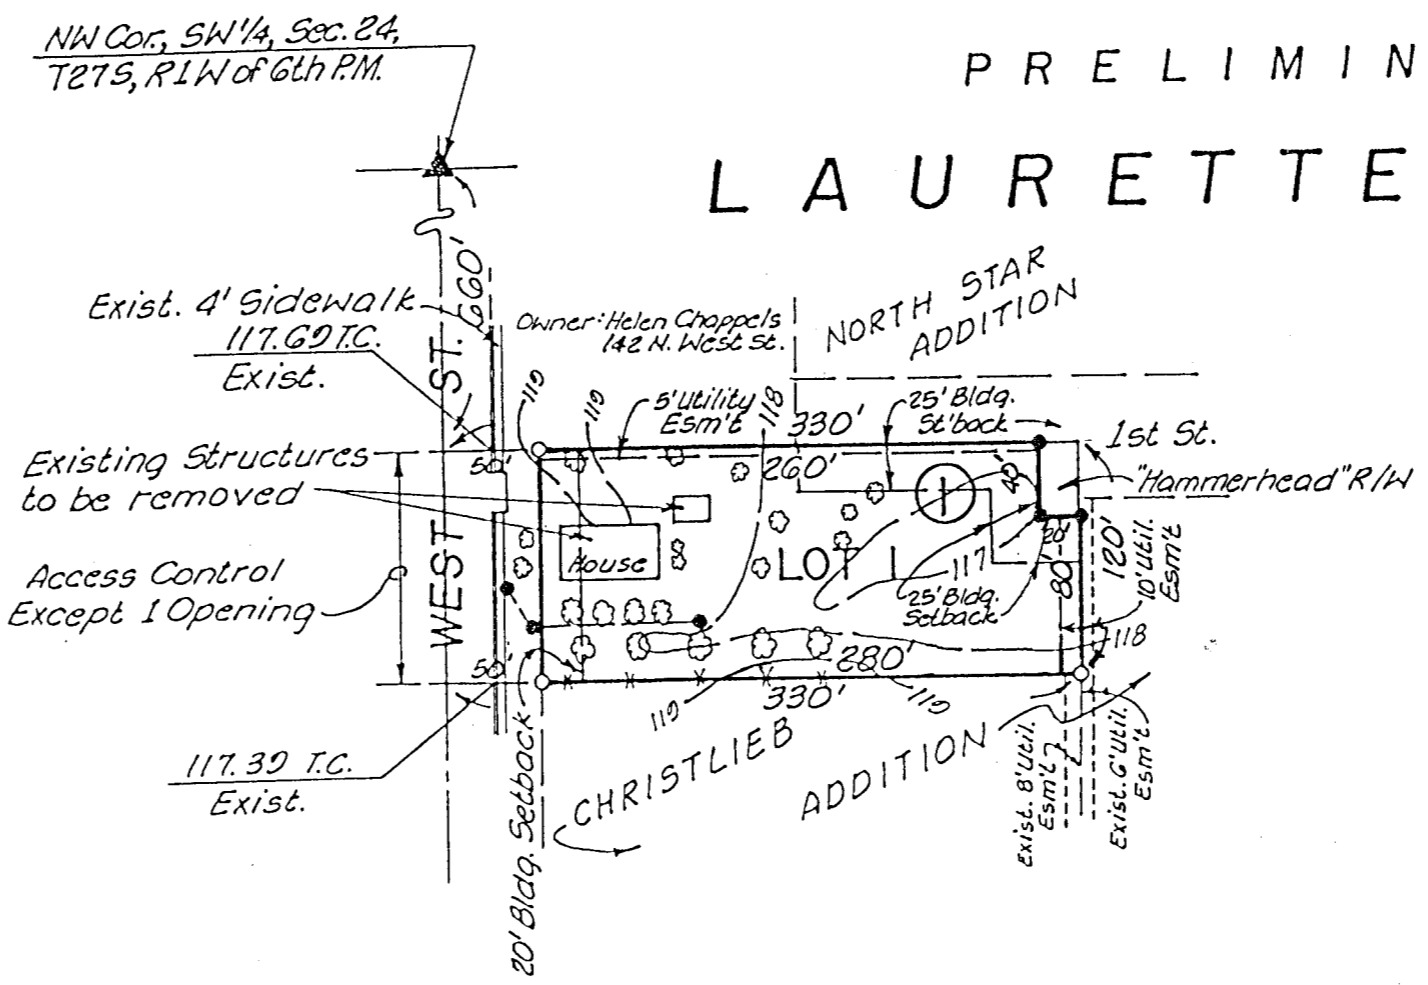 NW Cor., SW 1/4, Sec. 24,
T27S, R1W of 6th P.M.
PRELIMIN
LAURETTE
660'
Exist. 4' Sidewalk
117.69 T.C.
Exist.
WEST ST.
Owner: Helen Chappels
142 N. West St.
NORTH STAR
ADDITION
119
119
5' Utility
Esm't
118
330'
25' Bldg.
St'back
1st St.
Existing Structures
to be removed
50'
260'
1
40'
"Hammerhead" R/W
House
LOT 1
117
20'
120'
10' Util.
Esm't
Access Control
Except 1 Opening
25' Bldg.
Setback
80'
118
50'
280'
330'
119
119
117.39 T.C.
Exist.
20' Bldg. Setback
CHRISTLIEB
ADDITION
Exist. 8' Util.
Esm't
Exist. 6' Util.
Esm't